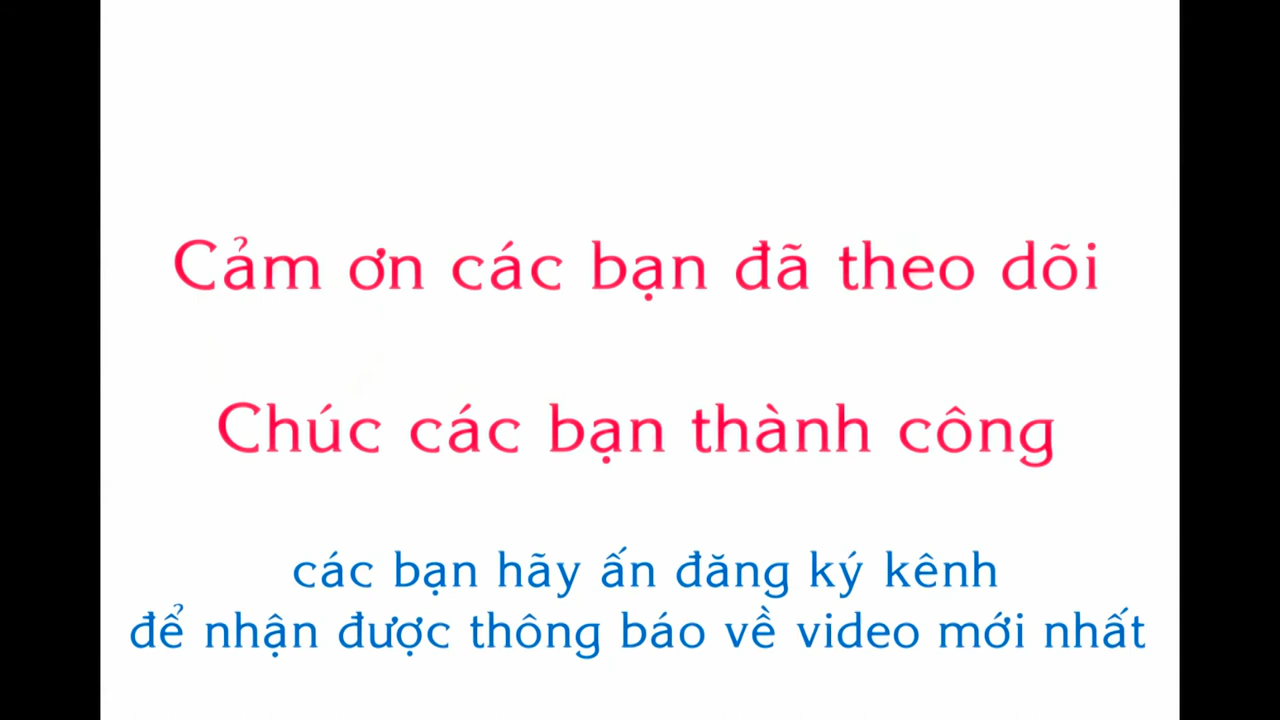 Cảm ơn các bạn đã theo dõi
Chúc các bạn thành công
các bạn hãy ấn đăng ký kênh
để nhận được thông báo về video mới nhất